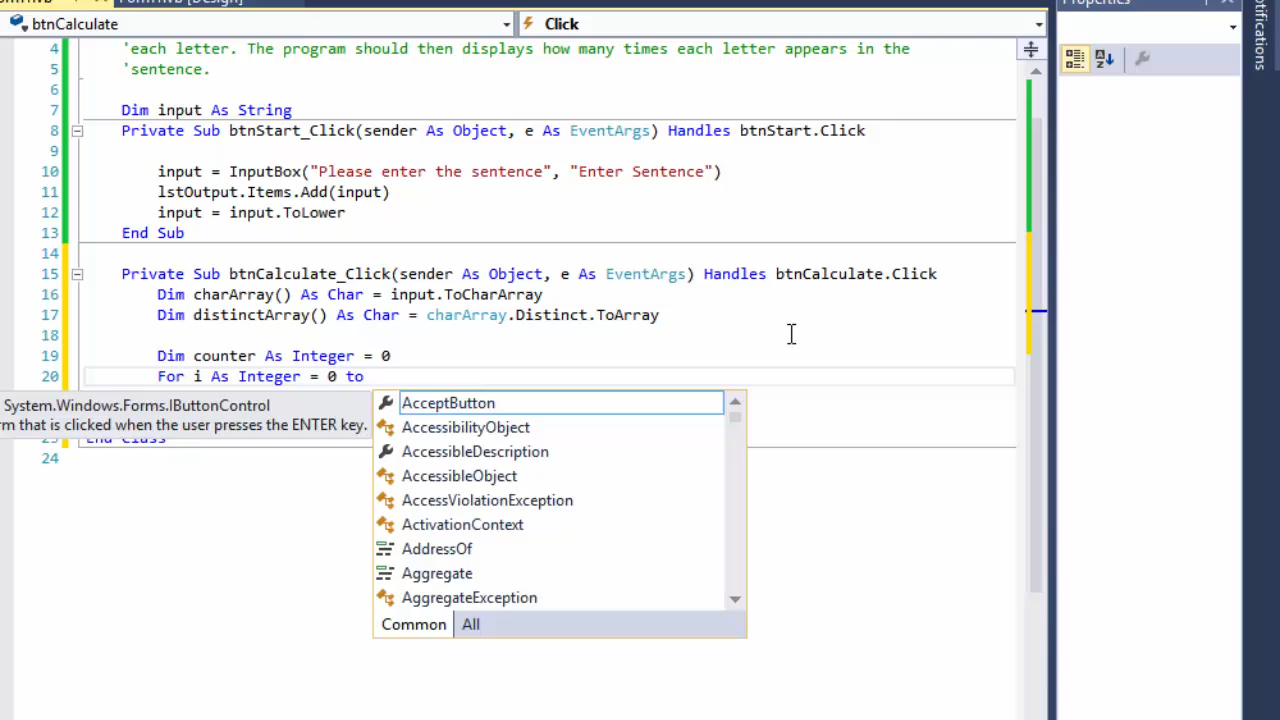 btnCalculate
Click
Properties
Notifications
4 'each letter. The program should then displays how many times each letter appears in the
5 'sentence.
6
7 Dim input As String
8 Private Sub btnStart_Click(sender As Object, e As EventArgs) Handles btnStart.Click
9
10 input = InputBox("Please enter the sentence", "Enter Sentence")
11 lstOutput.Items.Add(input)
12 input = input.ToLower
13 End Sub
14
15 Private Sub btnCalculate_Click(sender As Object, e As EventArgs) Handles btnCalculate.Click
16 Dim charArray() As Char = input.ToCharArray
17 Dim distinctArray() As Char = charArray.Distinct.ToArray
18
19 Dim counter As Integer = 0
20 For i As Integer = 0 to
System.Windows.Forms.IButtonControl
rm that is clicked when the user presses the ENTER key.
AcceptButton
AccessibilityObject
AccessibleDescription
AccessibleObject
AccessViolationException
ActivationContext
AddressOf
Aggregate
AggregateException
Common All
End Class
24